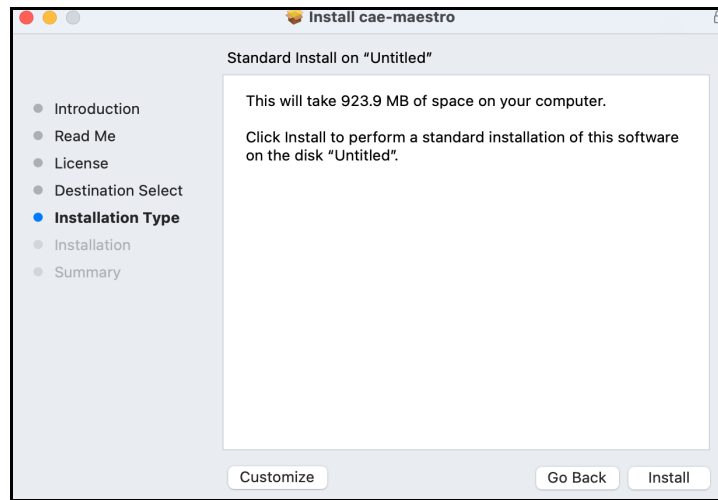 Install cae-maestro
Standard Install on “Untitled”
Introduction
Read Me
License
Destination Select
Installation Type
Installation
Summary
This will take 923.9 MB of space on your computer.
Click Install to perform a standard installation of this software
on the disk “Untitled”.
Customize
Go Back
Install